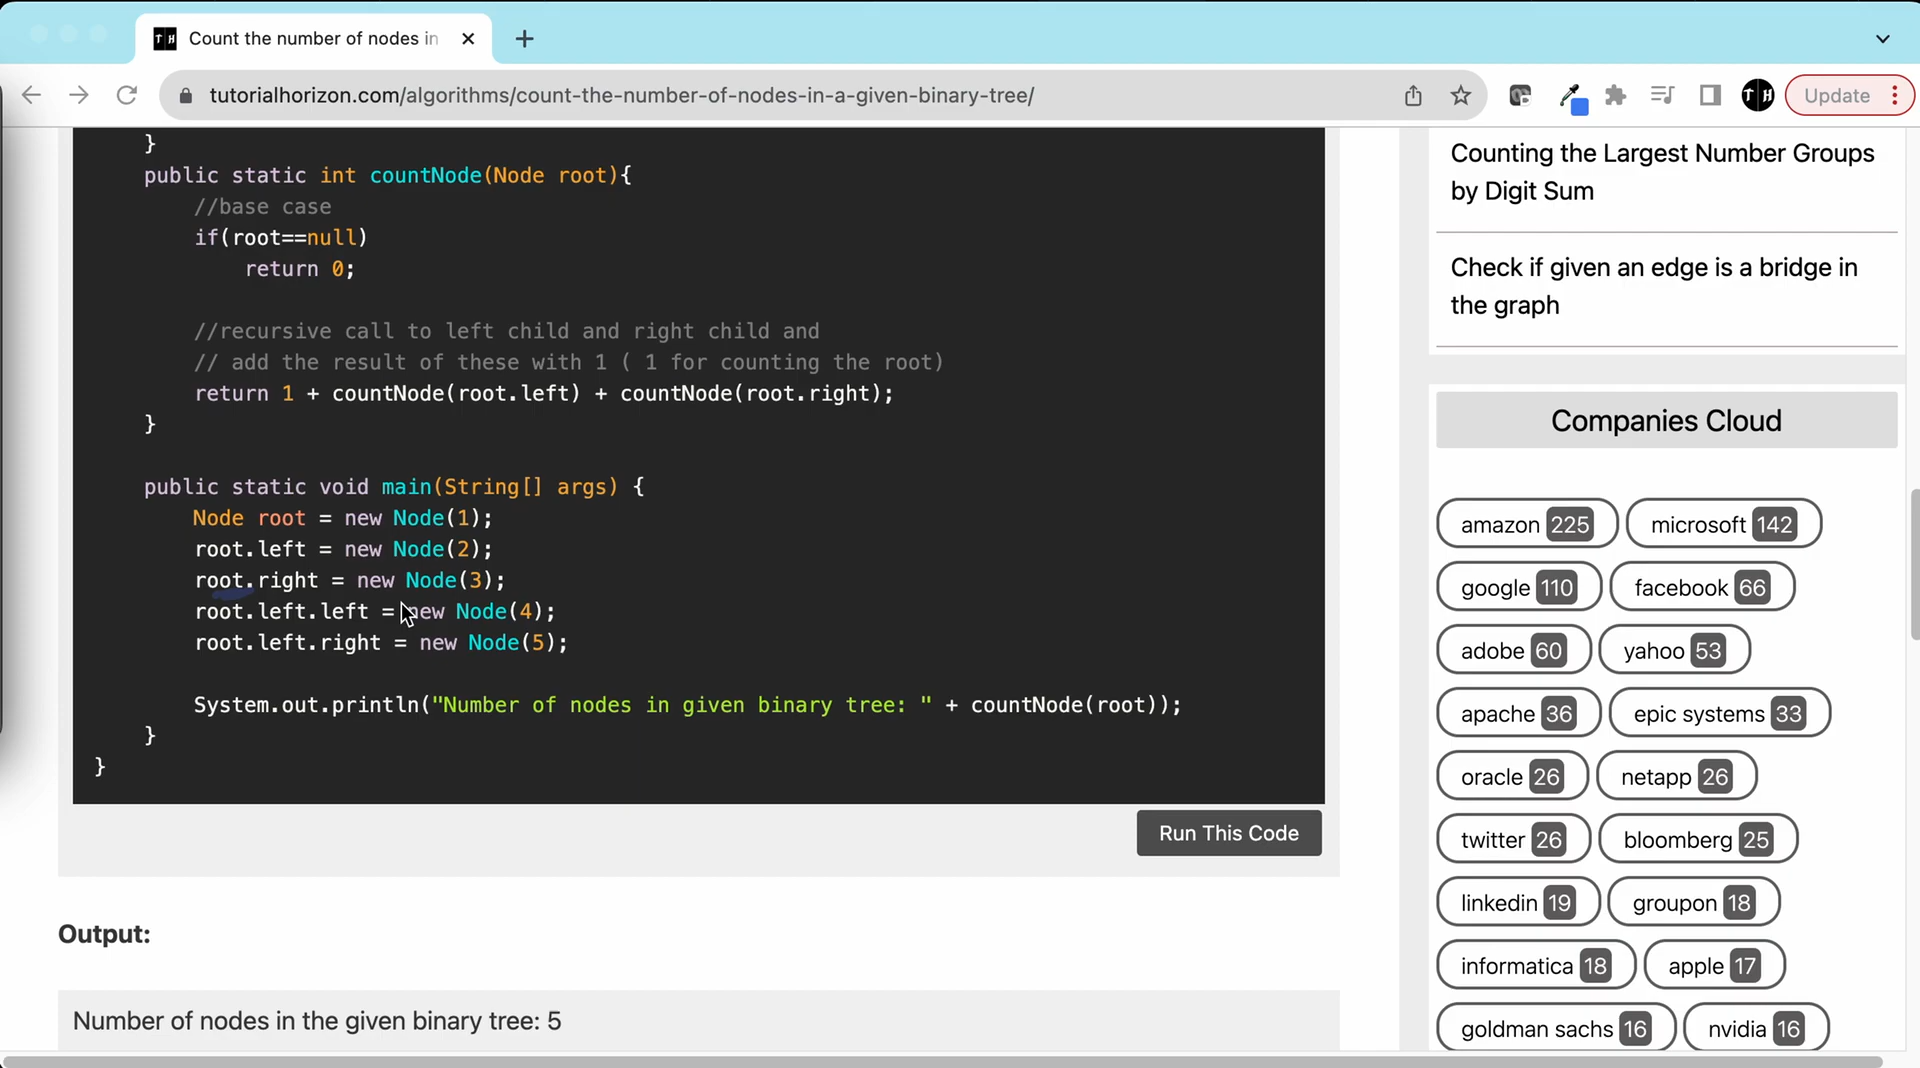 Count the number of nodes in
tutorialhorizon.com/algorithms/count-the-number-of-nodes-in-a-given-binary-tree/
TH
Update
}
public static int countNode(Node root){
//base case
if(root==null)
return 0;
//recursive call to left child and right child and
// add the result of these with 1 ( 1 for counting the root)
return 1 + countNode(root.left) + countNode(root.right);
}
public static void main(String[] args) {
Node root = new Node(1);
root.left = new Node(2);
root.right = new Node(3);
root.left.left = new Node(4);
root.left.right = new Node(5);
System.out.println("Number of nodes in given binary tree: " + countNode(root));
}
}
Run This Code
Output:
Number of nodes in the given binary tree: 5
Counting the Largest Number Groups
by Digit Sum
Check if given an edge is a bridge in
the graph
Companies Cloud
amazon 225 microsoft 142
google 110 facebook 66
adobe 60 yahoo 53
apache 36 epic systems 33
oracle 26 netapp 26
twitter 26 bloomberg 25
linkedin 19 groupon 18
informatica 18 apple 17
goldman sachs 16 nvidia 16